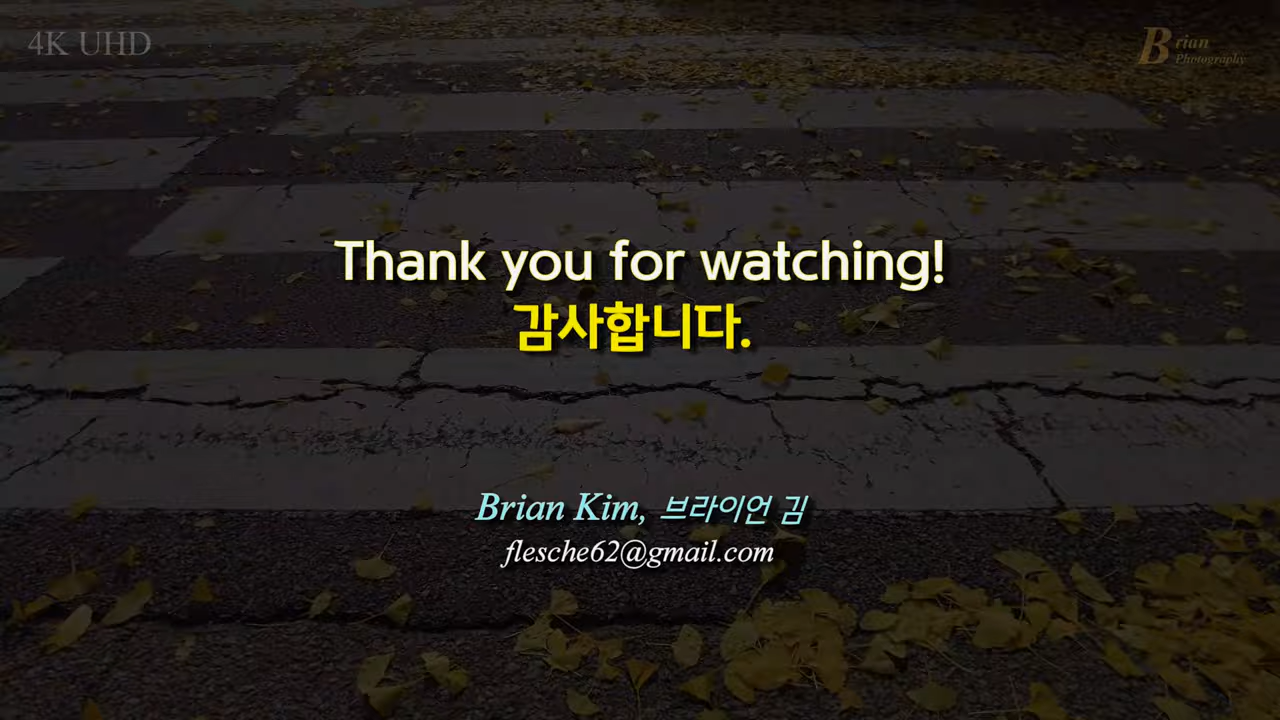 4K UHD
Brian
Photography
Thank you for watching!
감사합니다.
Brian Kim, 브라이언 김
flesche62@gmail.com